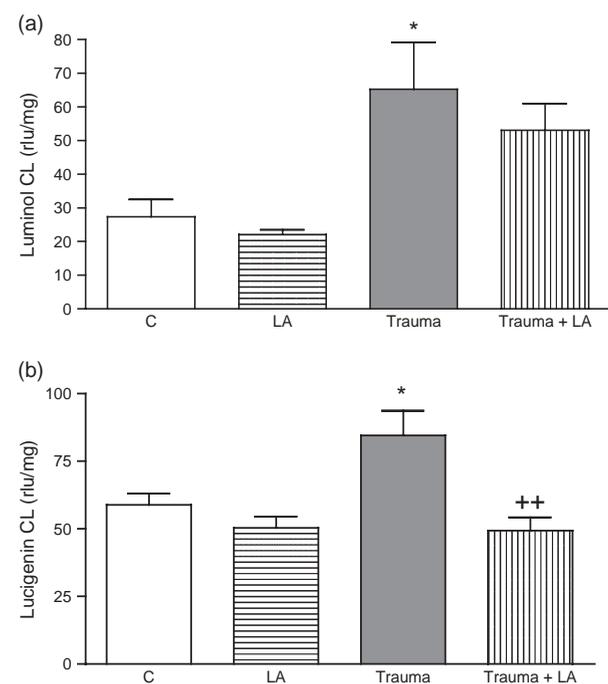 (a)
Luminol CL (rlu/mg)
80
70
60
50
40
30
20
10
0
*
C LA Trauma Trauma + LA
(b)
Lucigenin CL (rlu/mg)
100
75
50
25
0
*
++
C LA Trauma Trauma + LA